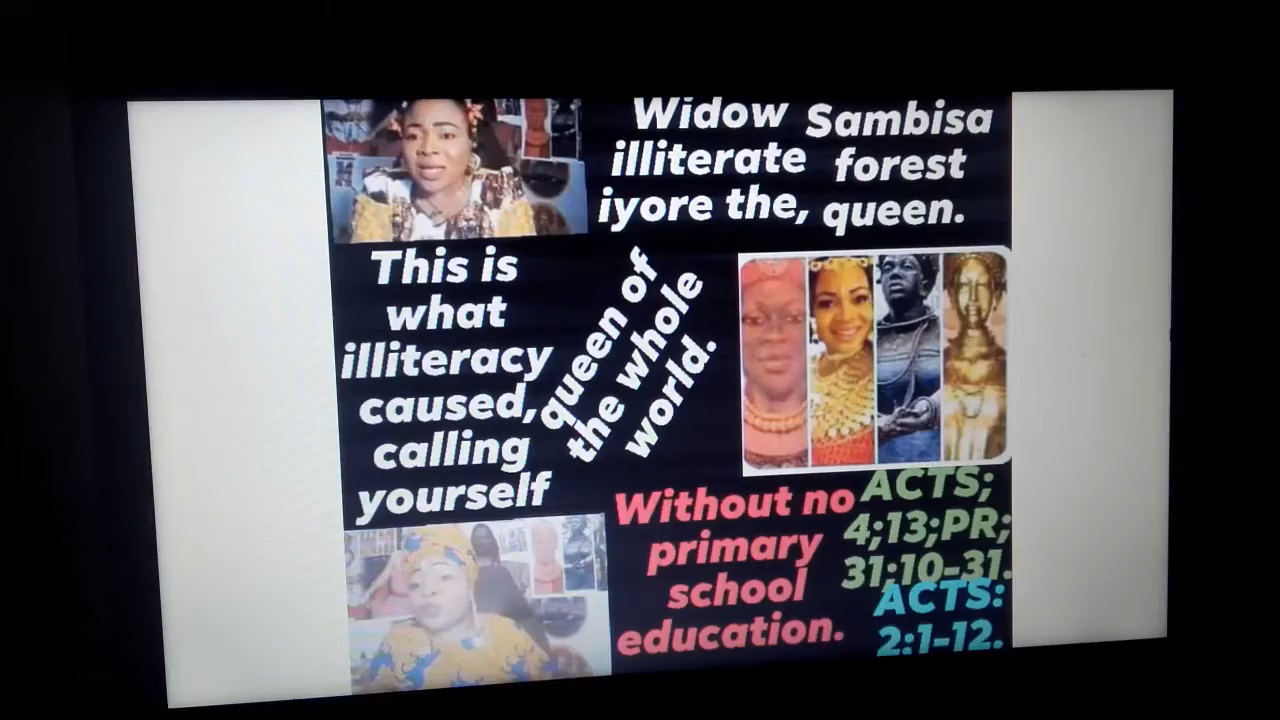 Widow
illiterate
iyore the,
Sambisa
forest
queen.
This is
what
illiteracy
caused,
calling
yourself
queen of
the whole
world.
Without no
primary
school
education.
ACTS;
4;13;PR;
31;10-31.
ACTS:
2:1-12.